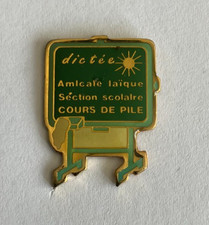 dictée
Amicale laïque
Section scolaire
COURS DE PILE